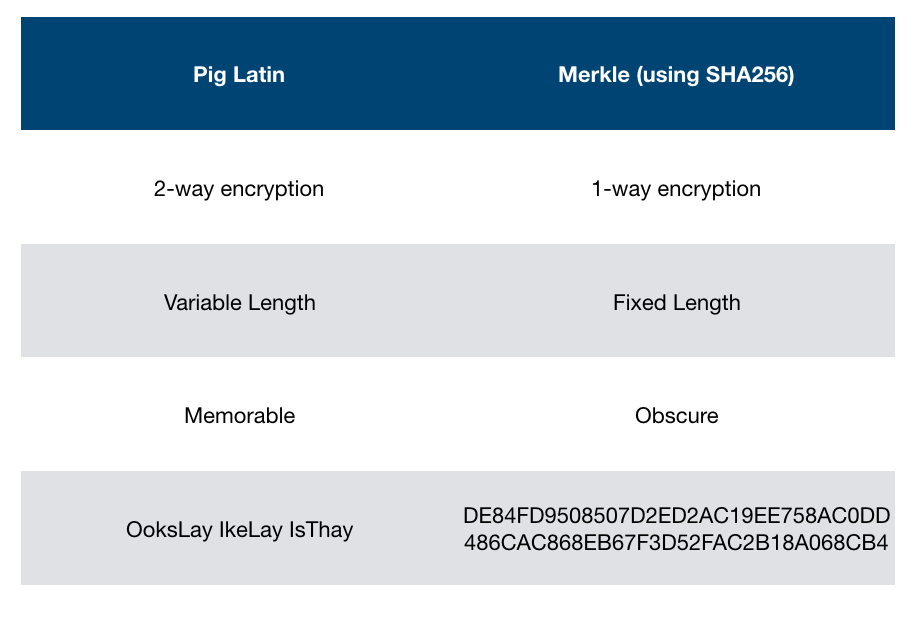 Pig Latin
Merkle (using SHA256)
2-way encryption
1-way encryption
Variable Length
Fixed Length
Memorable
Obscure
OoksLay IkeLay IsThay
DE84FD9508507D2ED2AC19EE758AC0DD
486CAC868EB67F3D52FAC2B18A068CB4